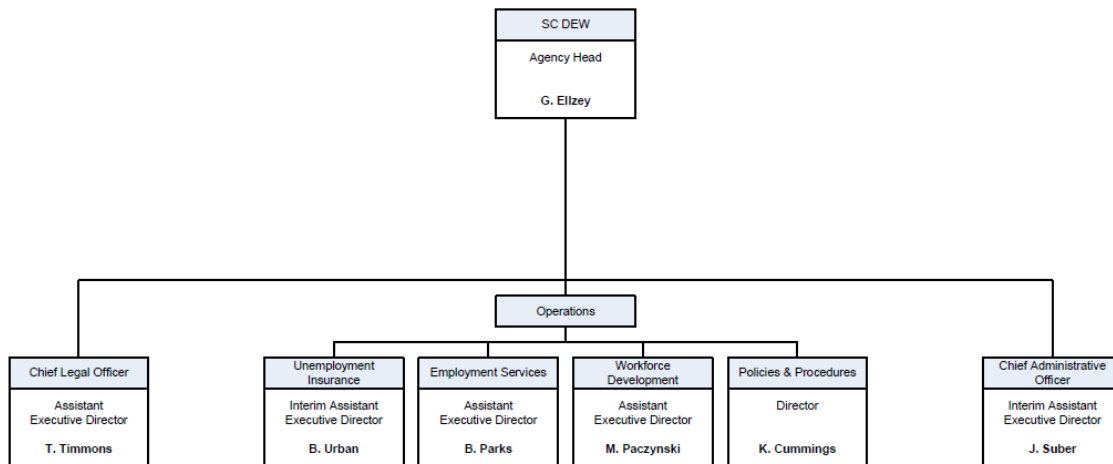 SC DEW
Agency Head
G. Ellzey
Operations
Chief Legal Officer
Assistant
Executive Director
T. Timmons
Unemployment
Insurance
Interim Assistant
Executive Director
B. Urban
Employment Services
Assistant
Executive Director
B. Parks
Workforce
Development
Assistant
Executive Director
M. Paczynski
Policies & Procedures
Director
K. Cummings
Chief Administrative
Officer
Interim Assistant
Executive Director
J. Suber